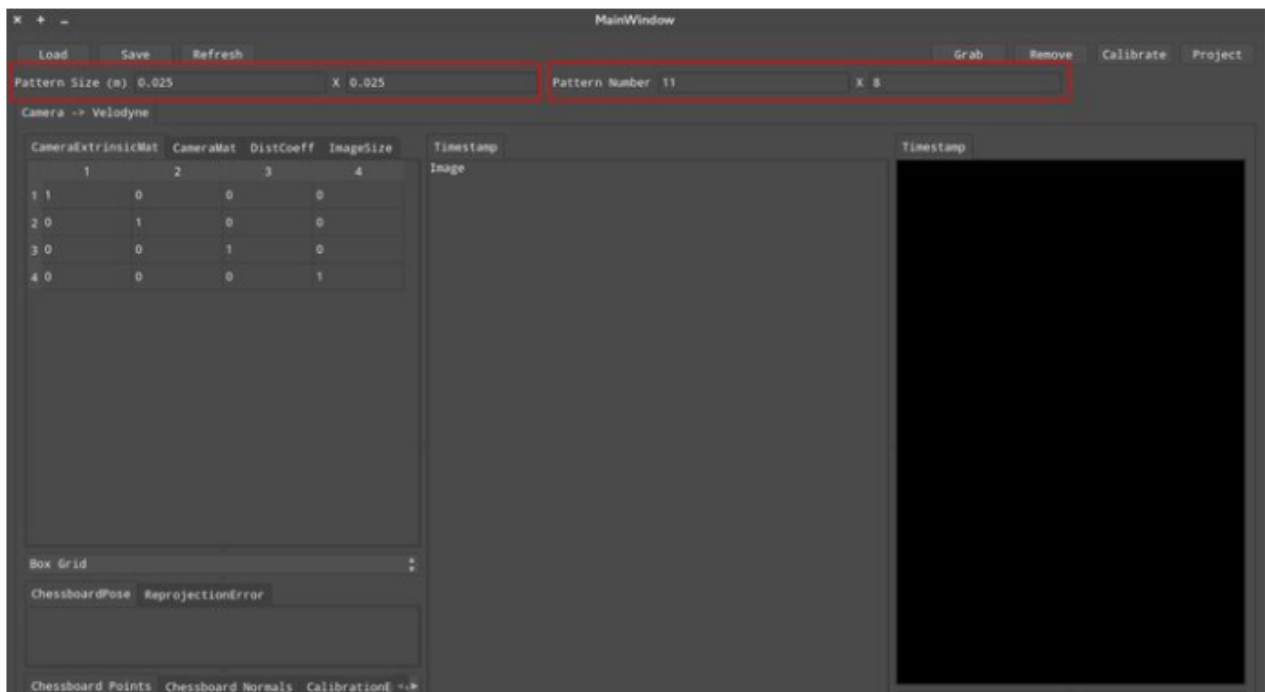 MainWindow
Load Save Refresh Grab Remove Calibrate Project
Pattern Size (m) 0.025 X 0.025 Pattern Number 11 X 8
Camera -> Velodyne
CameraExtrinsicMat CameraMat DistCoeff ImageSize
1 2 3 4
1 1 0 0 0
2 0 1 0 0
3 0 0 1 0
4 0 0 0 1
Box Grid
ChessboardPose ReprojectionError
Chessboard Points Chessboard Normals CalibrationE
Timestamp
Image
Timestamp